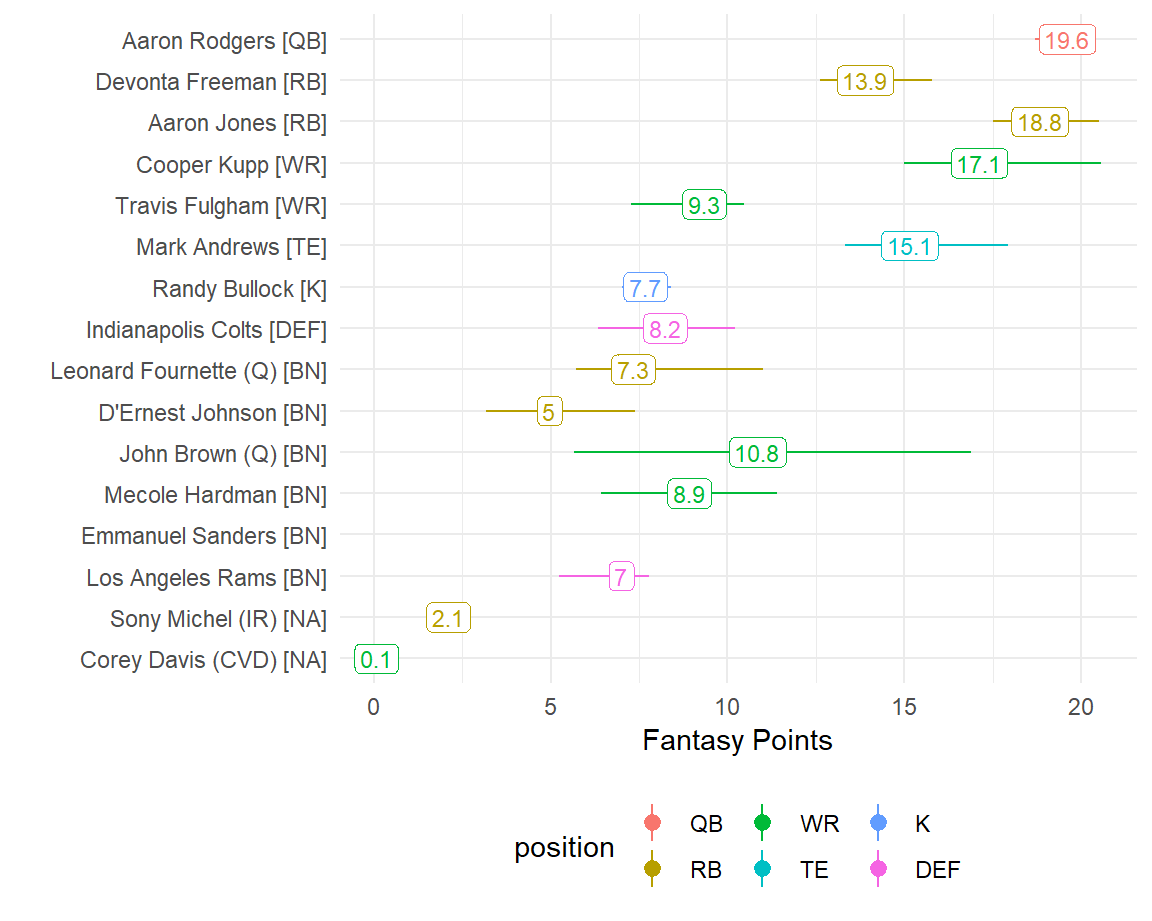 Aaron Rodgers [QB] 19.6
Devonta Freeman [RB] 13.9
Aaron Jones [RB] 18.8
Cooper Kupp [WR] 17.1
Travis Fulgham [WR] 9.3
Mark Andrews [TE] 15.1
Randy Bullock [K] 7.7
Indianapolis Colts [DEF] 8.2
Leonard Fournette (Q) [BN] 7.3
D'Ernest Johnson [BN] 5
John Brown (Q) [BN] 10.8
Mecole Hardman [BN] 8.9
Emmanuel Sanders [BN]
Los Angeles Rams [BN] 7
Sony Michel (IR) [NA] 2.1
Corey Davis (CVD) [NA] 0.1
0 5 10 15 20
Fantasy Points
position
QB WR K
RB TE DEF